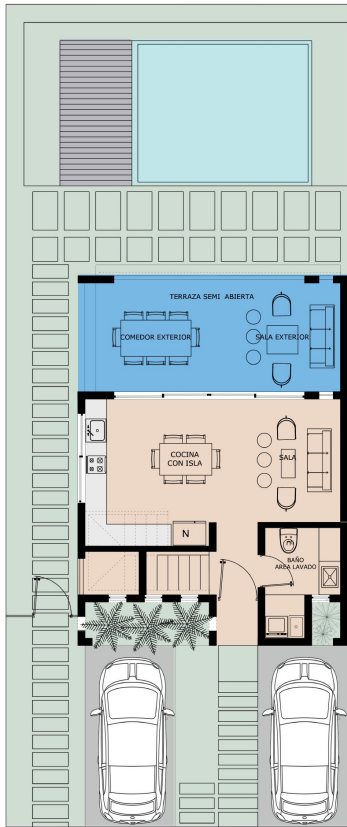 TERRAZA SEMI ABIERTA
COMEDOR EXTERIOR
SALA EXTERIOR
COCINA
CON ISLA
SALA
N
BAÑO
AREA LAVADO